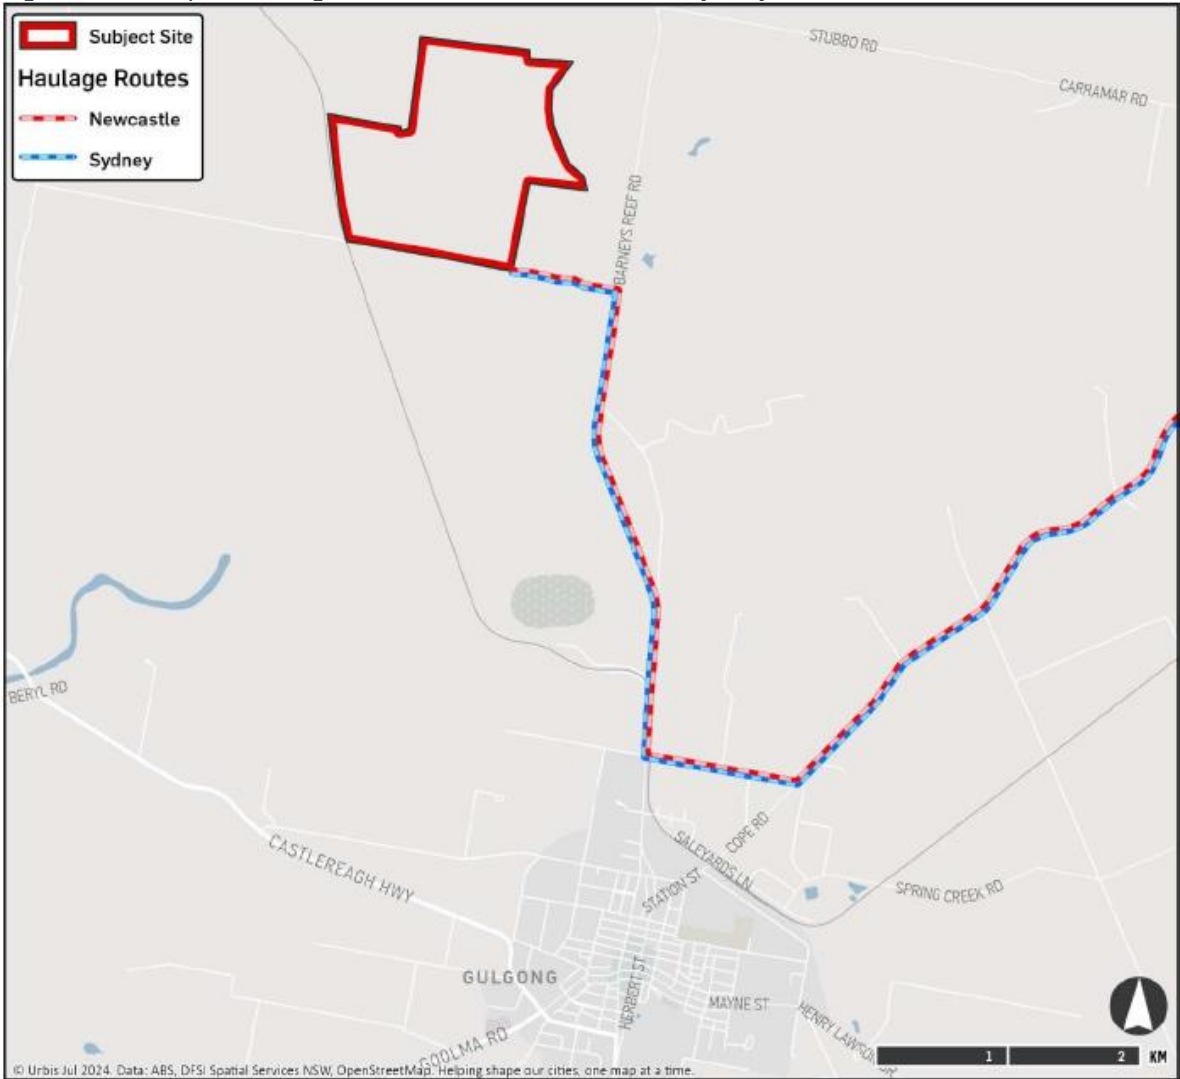 Subject Site
Haulage Routes
Newcastle
Sydney
STUBBO RD
CARRAMAR RD
BARNEYS REEF RD
BERYL RD
CASTLEREAGH HWY
SALEYARDS LN
COPE RD
STATION ST
SPRING CREEK RD
GULGONG
HERBERT ST
MAYNE ST
HENRY LAWSON DR
GOOLMA RD
1 2 KM
© Urbis Jul 2024. Data: ABS, DFSI Spatial Services NSW, OpenStreetMap. Helping shape our cities, one map at a time.